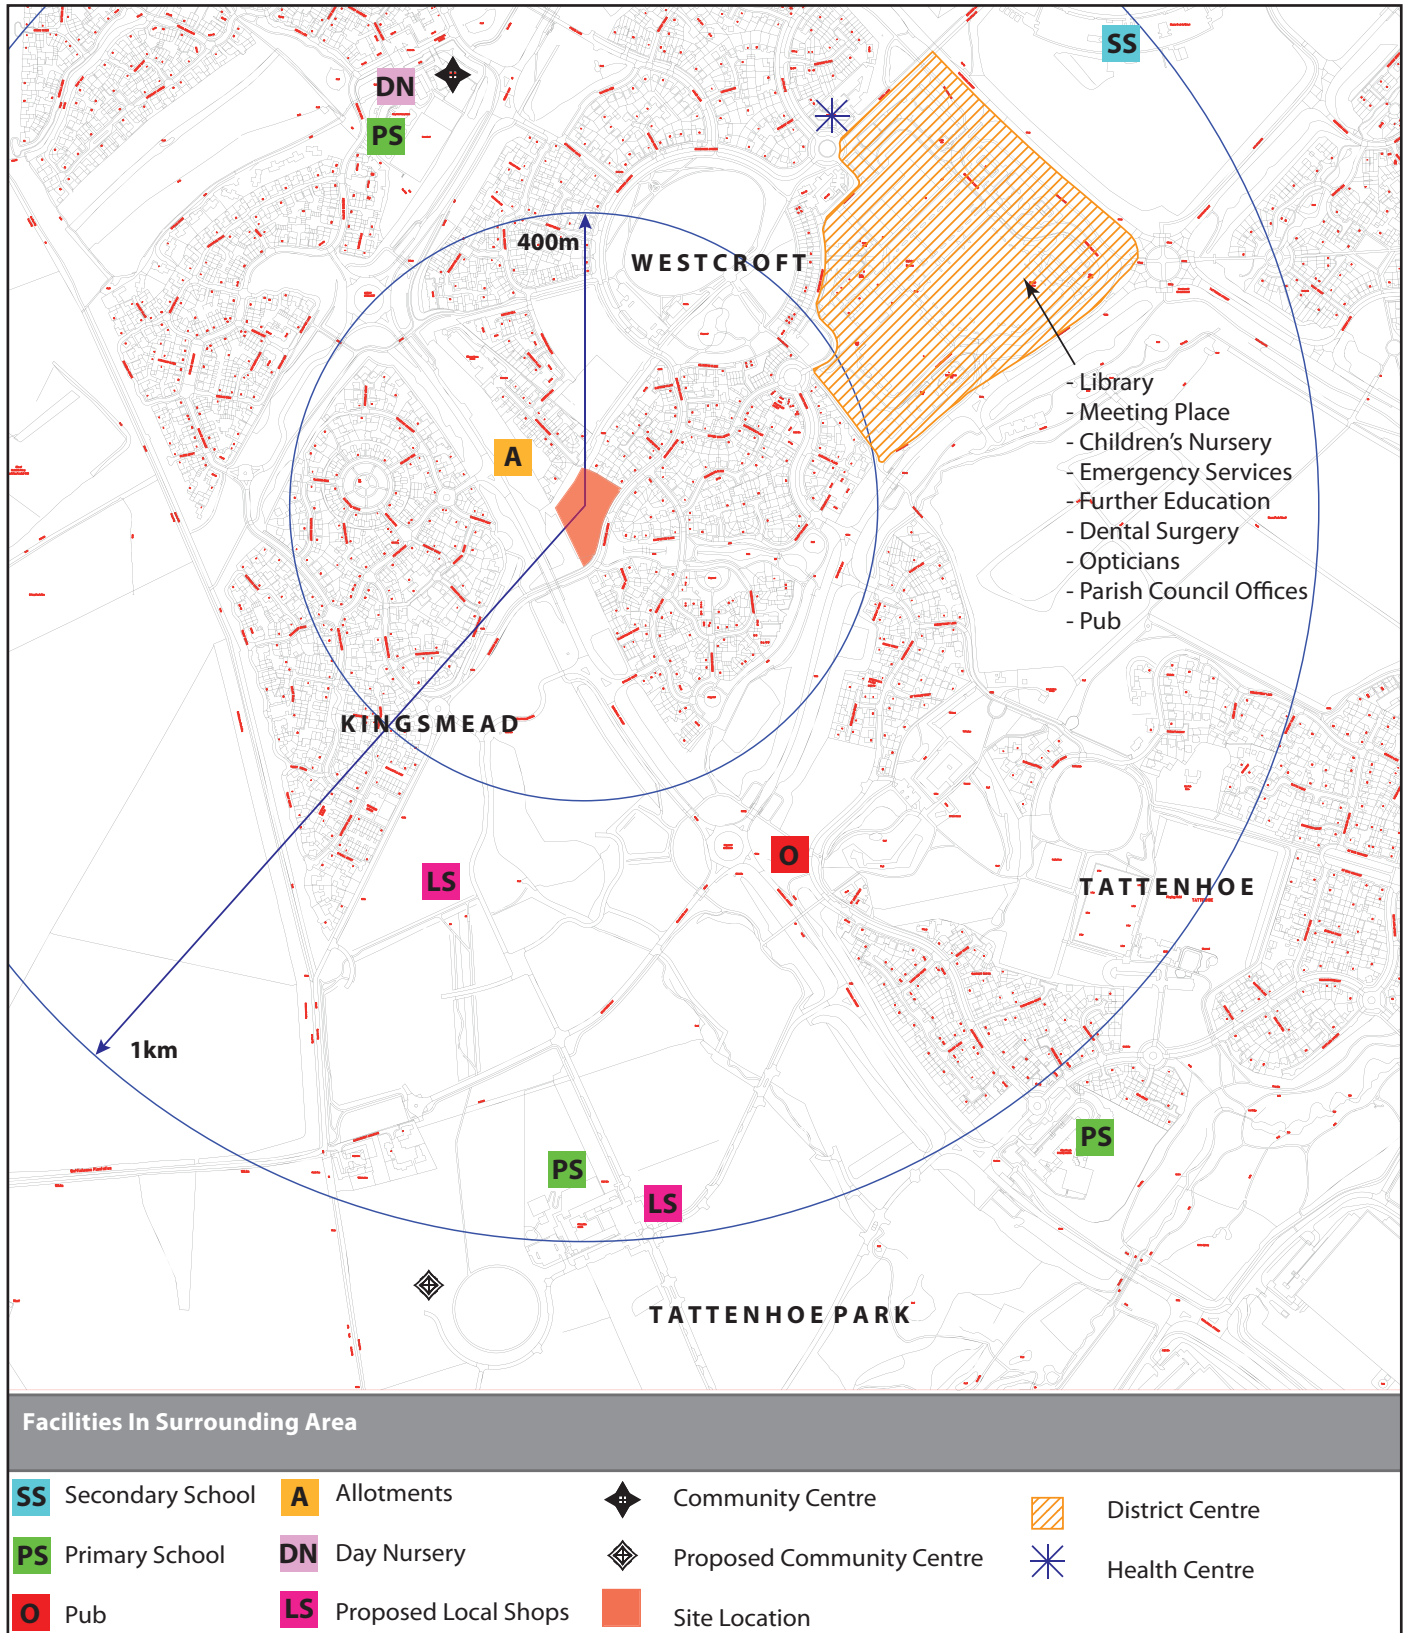 SS
DN
PS
400m
WESTCROFT
A
- Library
- Meeting Place
- Children's Nursery
- Emergency Services
- Further Education
- Dental Surgery
- Opticians
- Parish Council Offices
- Pub
KINGSMEAD
O
LS
TATTENHOE
1km
PS
PS
LS
TATTENHOE PARK
Facilities In Surrounding Area
SS Secondary School
A Allotments
Community Centre
District Centre
PS Primary School
DN Day Nursery
Proposed Community Centre
Health Centre
O Pub
LS Proposed Local Shops
Site Location